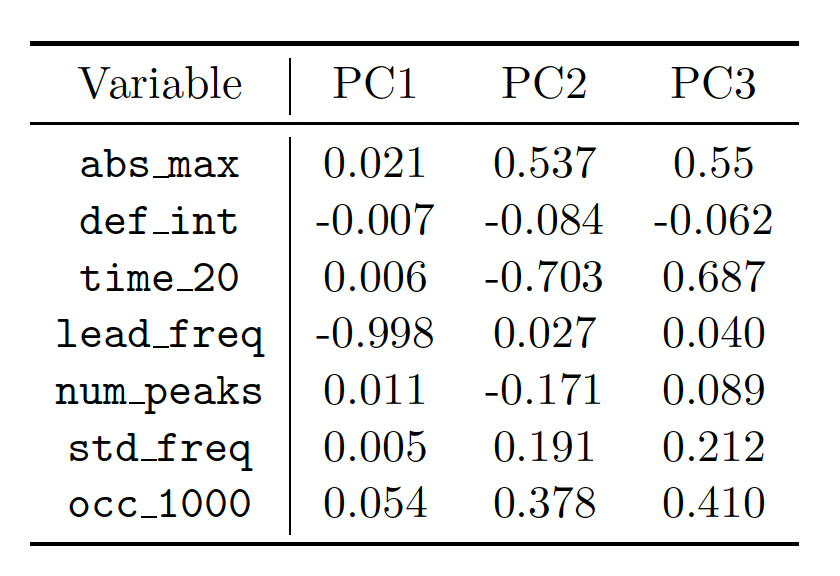 Variable PC1 PC2 PC3
abs_max 0.021 0.537 0.55
def_int -0.007 -0.084 -0.062
time_20 0.006 -0.703 0.687
lead_freq -0.998 0.027 0.040
num_peaks 0.011 -0.171 0.089
std_freq 0.005 0.191 0.212
occ_1000 0.054 0.378 0.410